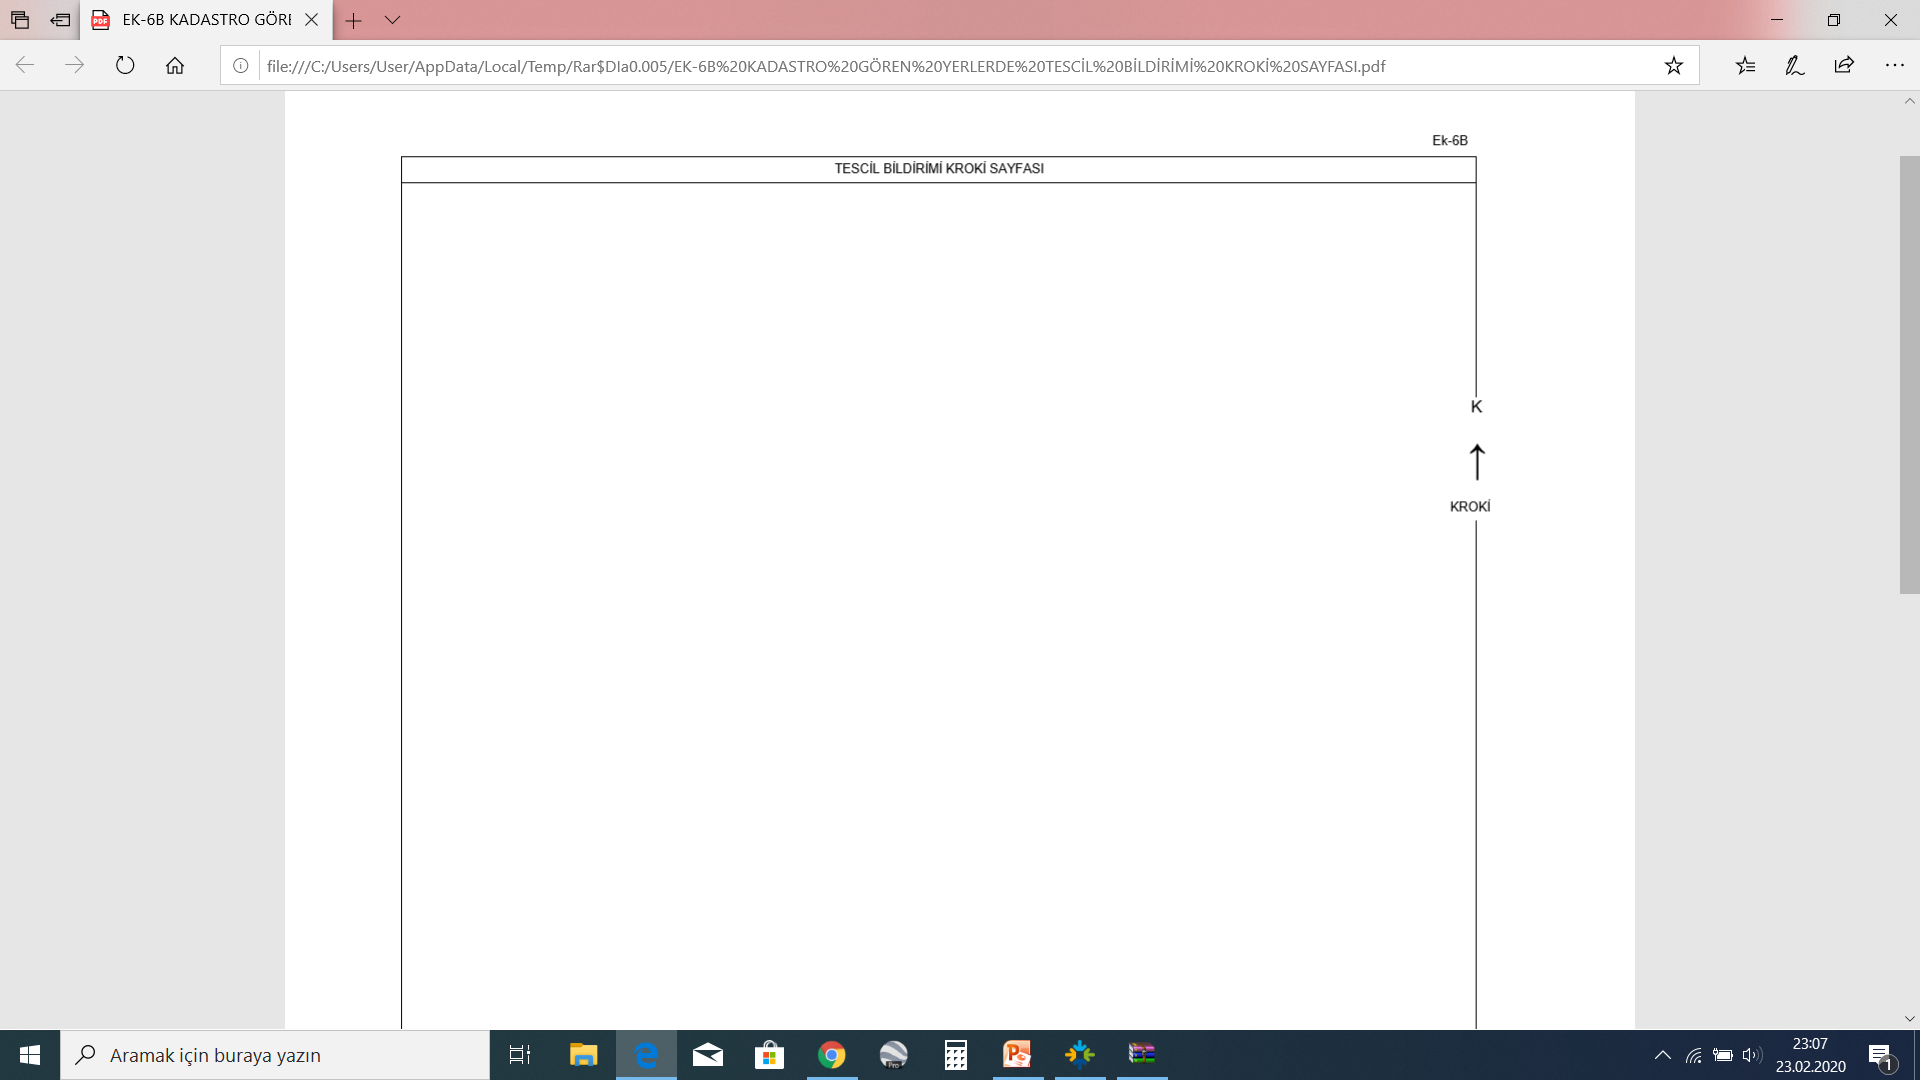 EK-6B KADASTRO GÖRE
file:///C:/Users/User/AppData/Local/Temp/Rar$DIa0.005/EK-6B%20KADASTRO%20GÖREN%20YERLERDE%20TESCİL%20BİLDİRİMİ%20KROKİ%20SAYFASI.pdf
Ek-6B
TESCİL BİLDİRİMİ KROKİ SAYFASI
K
KROKİ
Aramak için buraya yazın
23:07
23.02.2020
1